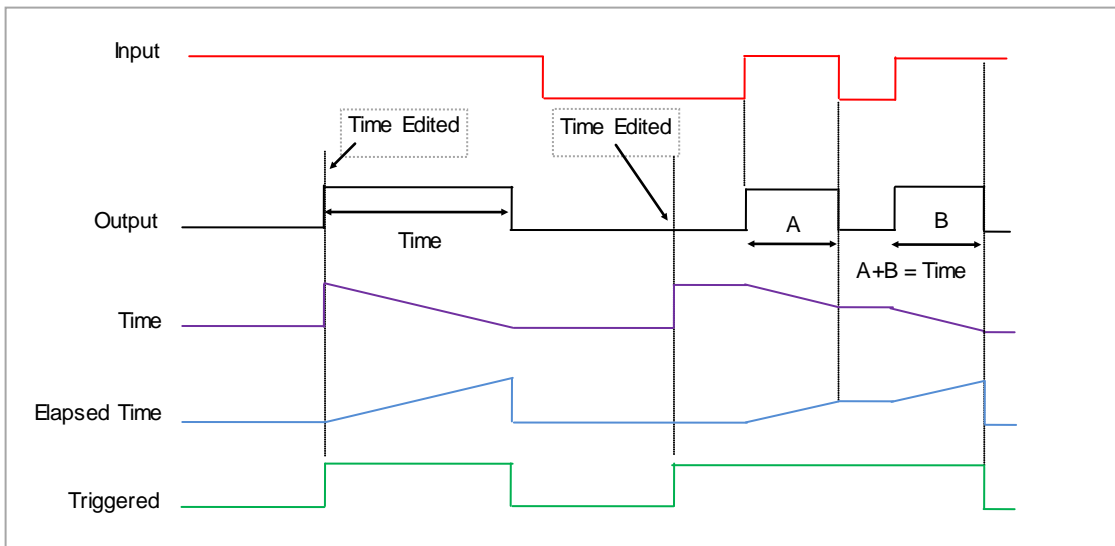 Input
Time Edited
Time Edited
Output
Time
A
B
A+B = Time
Time
Elapsed Time
Triggered